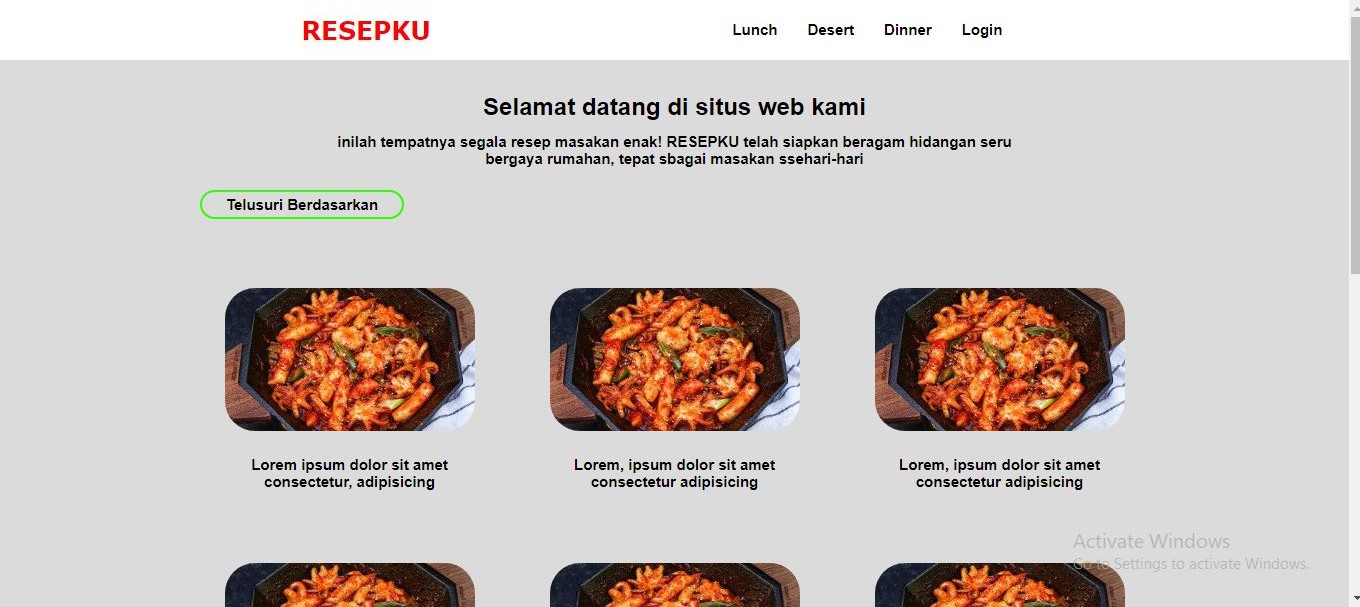 RESEPKU
Lunch Desert Dinner Login
Selamat datang di situs web kami
inilah tempatnya segala resep masakan enak! RESEPKU telah siapkan beragam hidangan seru
bergaya rumahan, tepat sbagai masakan ssehari-hari
Telusuri Berdasarkan
Lorem ipsum dolor sit amet
consectetur, adipisicing
Lorem, ipsum dolor sit amet
consectetur adipisicing
Lorem, ipsum dolor sit amet
consectetur adipisicing
Activate Windows
Go to Settings to activate Windows.